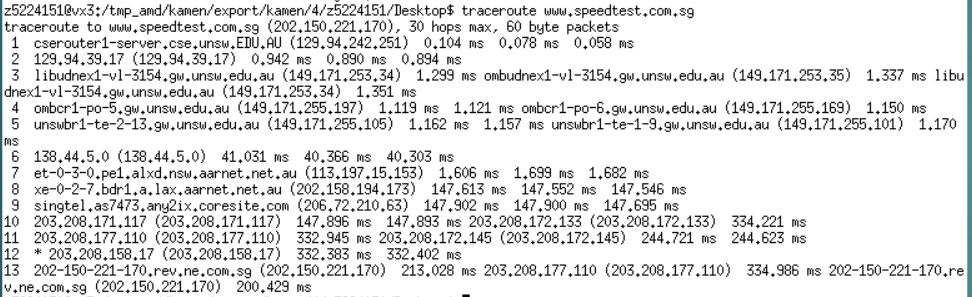 z5224151@vx3:/tmp_amd/kamen/export/kamen/4/z5224151/Desktop$ traceroute www.speedtest.com.sg
traceroute to www.speedtest.com.sg (202.150.221.170), 30 hops max, 60 byte packets
 1  cserouter1-server.cse.unsw.EDU.AU (129.94.242.251)  0.104 ms  0.078 ms  0.058 ms
 2  129.94.39.17 (129.94.39.17)  0.942 ms  0.890 ms  0.894 ms
 3  libudnex1-vl-3154.gw.unsw.edu.au (149.171.253.34)  1.299 ms ombudnex1-vl-3154.gw.unsw.edu.au (149.171.253.35)  1.337 ms libu
dnex1-vl-3154.gw.unsw.edu.au (149.171.253.34)  1.351 ms
 4  ombcr1-po-5.gw.unsw.edu.au (149.171.255.197)  1.119 ms  1.121 ms ombcr1-po-6.gw.unsw.edu.au (149.171.255.169)  1.150 ms
 5  unswbr1-te-2-13.gw.unsw.edu.au (149.171.255.105)  1.162 ms  1.157 ms unswbr1-te-1-9.gw.unsw.edu.au (149.171.255.101)  1.170
ms
 6  138.44.5.0 (138.44.5.0)  41.031 ms  40.366 ms  40.303 ms
 7  et-0-3-0.pe1.alxd.nsw.aarnet.net.au (113.197.15.153)  1.606 ms  1.699 ms  1.682 ms
 8  xe-0-2-7.bdr1.a.lax.aarnet.net.au (202.158.194.173)  147.613 ms  147.552 ms  147.546 ms
 9  singtel.as7473.any2ix.coresite.com (206.72.210.63)  147.902 ms  147.900 ms  147.695 ms
10  203.208.171.117 (203.208.171.117)  147.896 ms  147.893 ms 203.208.172.133 (203.208.172.133)  334.221 ms
11  203.208.177.110 (203.208.177.110)  332.945 ms 203.208.172.145 (203.208.172.145)  244.721 ms  244.623 ms
12  * 203.208.158.17 (203.208.158.17)  332.383 ms  332.402 ms
13  202-150-221-170.rev.ne.com.sg (202.150.221.170)  213.028 ms 203.208.177.110 (203.208.177.110)  334.986 ms 202-150-221-170.re
v.ne.com.sg (202.150.221.170)  200.429 ms